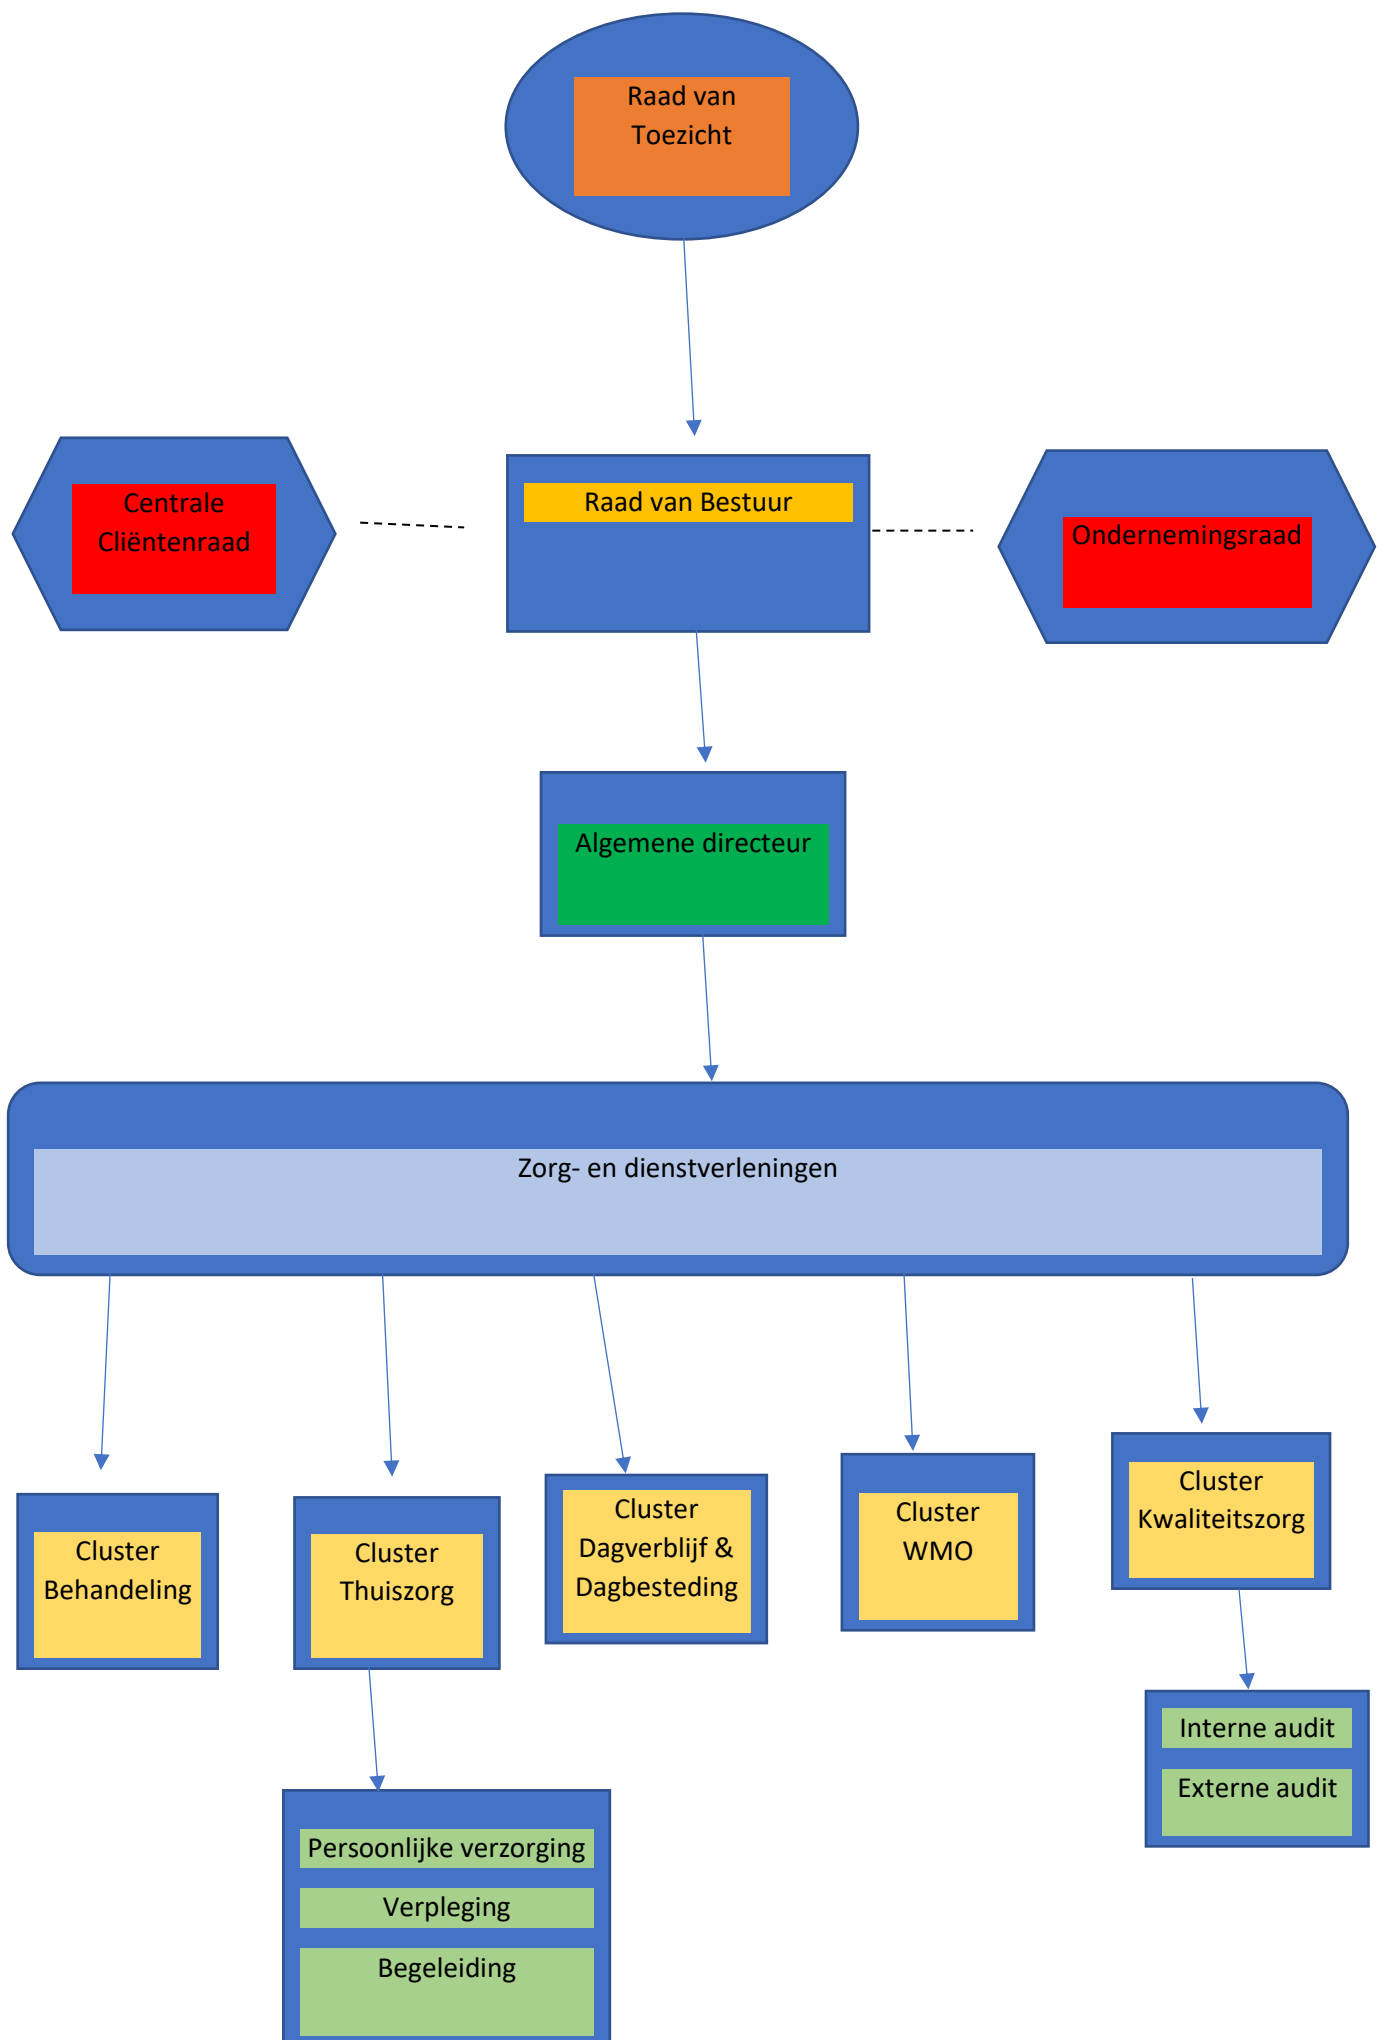 Raad van
Toezicht
Centrale
Cliëntenraad
Raad van Bestuur
Ondernemingsraad
Algemene directeur
Zorg- en dienstverleningen
Cluster
Behandeling
Cluster
Thuiszorg
Cluster
Dagverblijf &
Dagbesteding
Cluster
WMO
Cluster
Kwaliteitszorg
Interne audit
Externe audit
Persoonlijke verzorging
Verpleging
Begeleiding